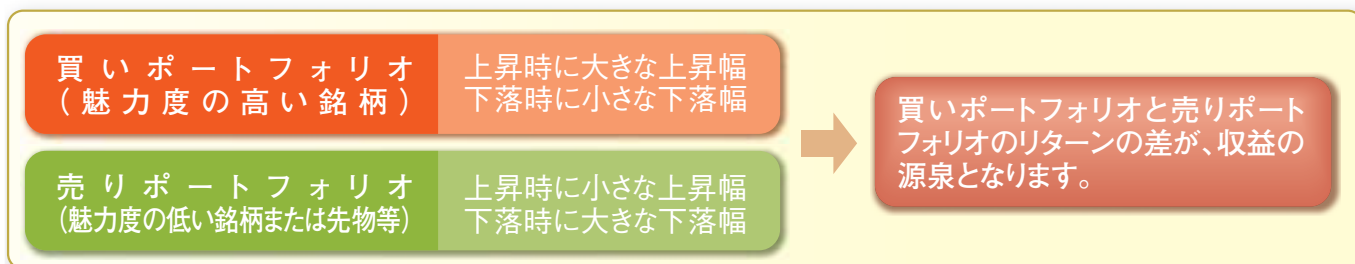 買いポートフォリオ
(魅力度の高い銘柄)
上昇時に大きな上昇幅
下落時に小さな下落幅
売りポートフォリオ
(魅力度の低い銘柄または先物等)
上昇時に小さな上昇幅
下落時に大きな下落幅
買いポートフォリオと売りポート
フォリオのリターンの差が、収益の
源泉となります。